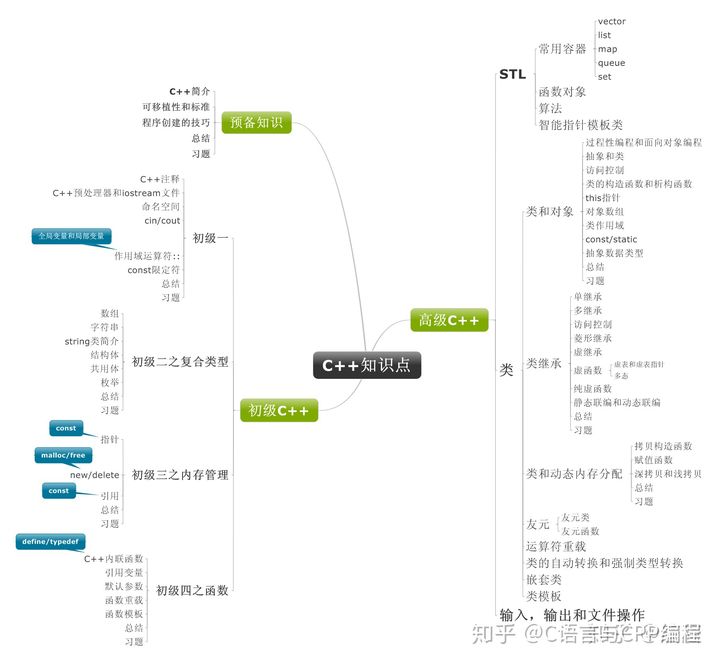 C++知识点
预备知识
C++简介
可移植性和标准
程序创建的技巧
总结
习题
初级C++
初级一
C++注释
C++预处理器和iostream文件
命名空间
cin/cout
全局变量和局部变量
作用域运算符::
const限定符
总结
习题
初级二之复合类型
数组
字符串
string类简介
结构体
共用体
枚举
总结
习题
初级三之内存管理
const
指针
malloc/free
new/delete
const
引用
总结
习题
初级四之函数
define/typedef
C++内联函数
引用变量
默认参数
函数重载
函数模板
总结
习题
高级C++
STL
常用容器
vector
list
map
queue
set
函数对象
算法
智能指针模板类
类
类和对象
过程性编程和面向对象编程
抽象和类
访问控制
类的构造函数和析构函数
this指针
对象数组
类作用域
const/static
抽象数据类型
总结
习题
类继承
单继承
多继承
访问控制
菱形继承
虚继承
虚函数
虚表和虚表指针
多态
纯虚函数
静态联编和动态联编
总结
习题
类和动态内存分配
拷贝构造函数
赋值函数
深拷贝和浅拷贝
总结
习题
友元
友元类
友元函数
运算符重载
类的自动转换和强制类型转换
嵌套类
类模板
输入，输出和文件操作
知乎 @C语言与CPP编程